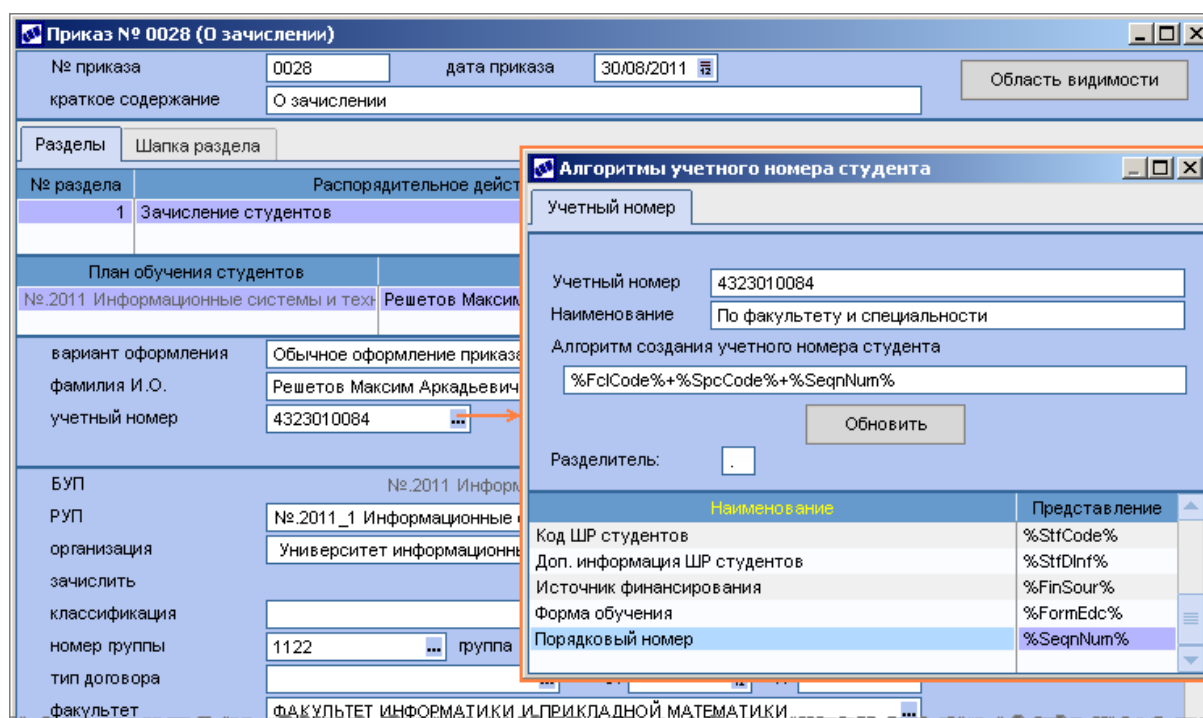 Приказ № 0028 (О зачислении)
№ приказа 0028 дата приказа 30/08/2011 12 Область видимости
краткое содержание О зачислении
Разделы Шапка раздела
№ раздела Распорядительное дейст
1 Зачисление студентов
План обучения студентов
№.2011 Информационные системы и техн Решетов Максим
вариант оформления Обычное оформление приказа
фамилия И.О. Решетов Максим Аркадьевич
учетный номер 4323010084 ...
БУП №.2011 Информ
РУП №.2011_1 Информационные
организация Университет информационн
зачислить
классификация
номер группы 1122 ... группа
тип договора
факультет ФАКУЛЬТЕТ ИНФОРМАТИКИ И ПРИКЛАДНОЙ МАТЕМАТИКИ ...
Алгоритмы учетного номера студента
Учетный номер
Учетный номер 4323010084
Наименование По факультету и специальности
Алгоритм создания учетного номера студента
%FclCode%+%SpcCode%+%SeqnNum%
Обновить
Разделитель: .
Наименование Представление
Код ШР студентов %StfCode%
Доп. информация ШР студентов %StfDInf%
Источник финансирования %FinSour%
Форма обучения %FormEdc%
Порядковый номер %SeqnNum%